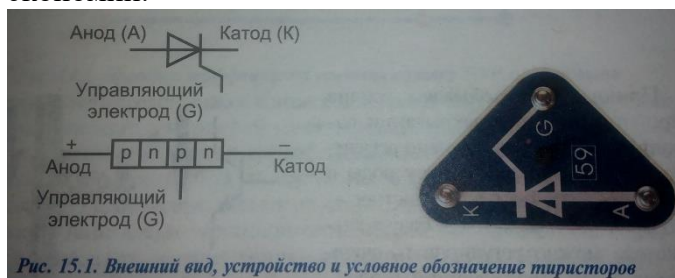 Анод (А) Катод (К)
Управляющий
электрод (G)
+ –
Анод p n p n Катод
Управляющий
электрод (G)
G
59
K A
Рис. 15.1. Внешний вид, устройство и условное обозначение тиристоров